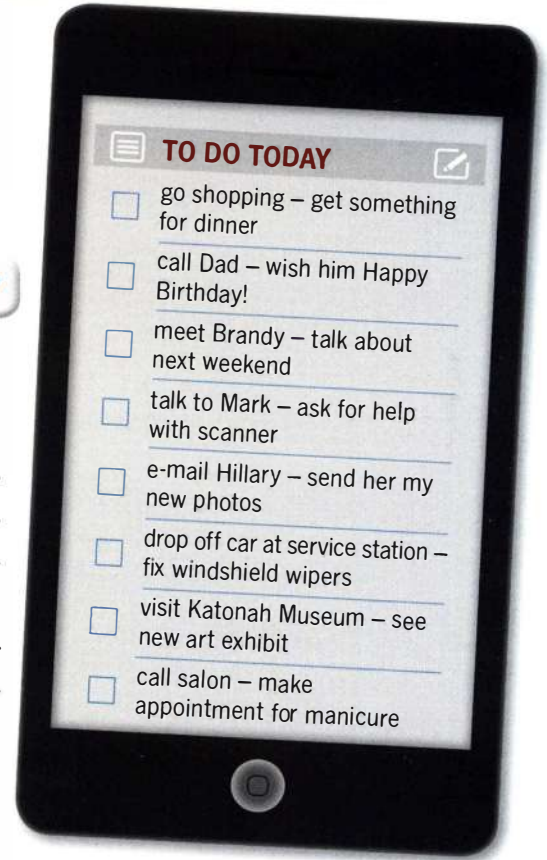 TO DO TODAY
go shopping – get something
for dinner
call Dad – wish him Happy
Birthday!
meet Brandy – talk about
next weekend
talk to Mark – ask for help
with scanner
e-mail Hillary – send her my
new photos
drop off car at service station –
fix windshield wipers
visit Katonah Museum – see
new art exhibit
call salon – make
appointment for manicure